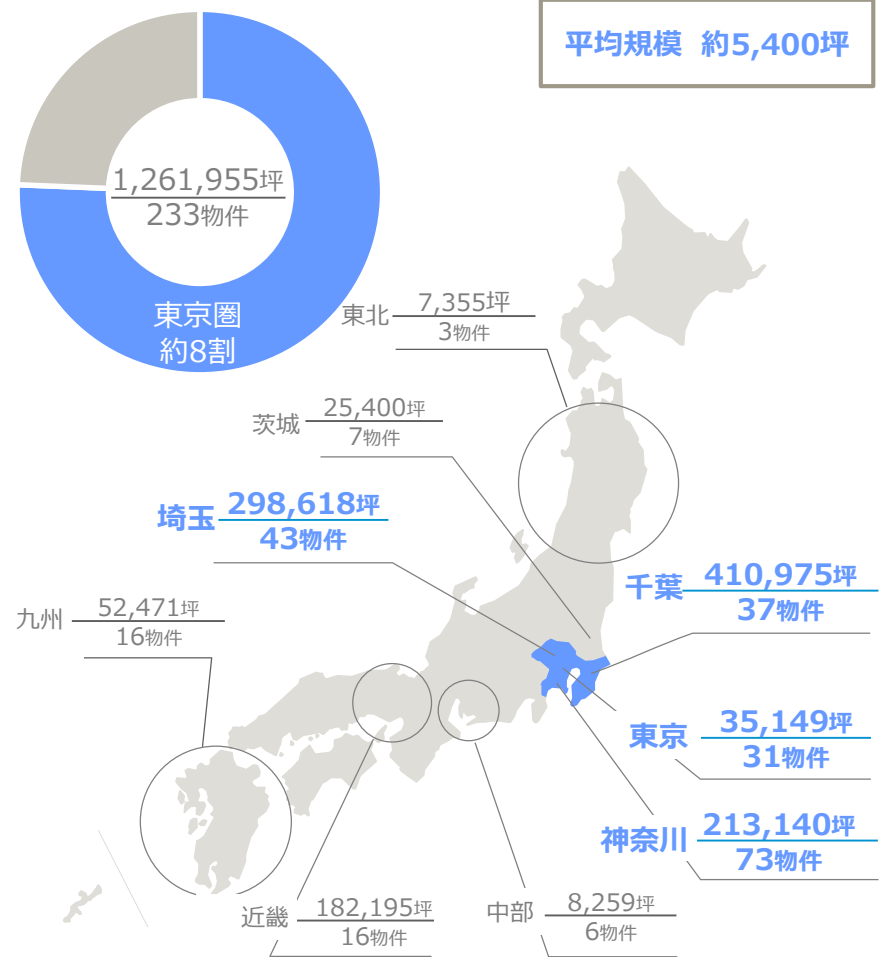 平均規模 約5,400坪
1,261,955坪
233物件
東京圏
約8割
東北
7,355坪
3物件
茨城
25,400坪
7物件
埼玉
298,618坪
43物件
千葉
410,975坪
37物件
九州
52,471坪
16物件
東京
35,149坪
31物件
神奈川
213,140坪
73物件
近畿
182,195坪
16物件
中部
8,259坪
6物件